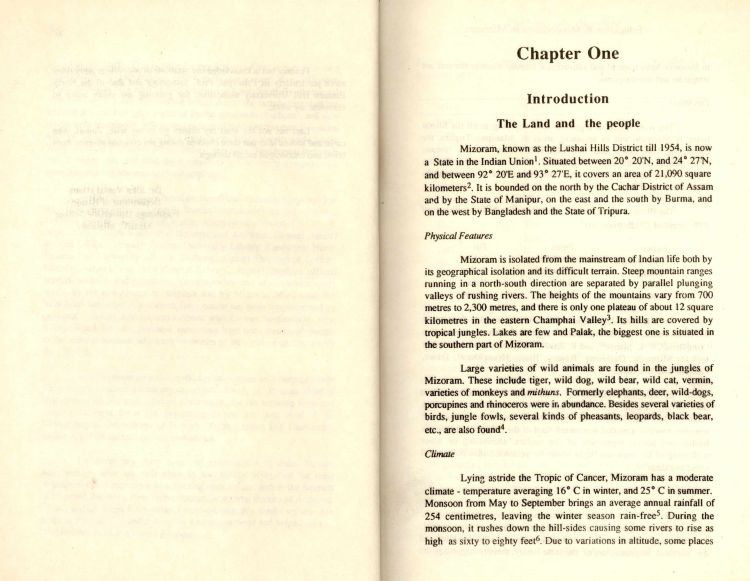 Chapter One
Introduction
The Land and the people
Mizoram, known as the Lushai Hills District till 1954, is now
a State in the Indian Union¹. Situated between 20° 20'N, and 24° 27'N,
and between 92° 20'E and 93° 27'E, it covers an area of 21,090 square
kilometers². It is bounded on the north by the Cachar District of Assam
and by the State of Manipur, on the east and the south by Burma, and
on the west by Bangladesh and the State of Tripura.
Physical Features
Mizoram is isolated from the mainstream of Indian life both by
its geographical isolation and its difficult terrain. Steep mountain ranges
running in a north-south direction are separated by parallel plunging
valleys of rushing rivers. The heights of the mountains vary from 700
metres to 2,300 metres, and there is only one plateau of about 12 square
kilometres in the eastern Champhai Valley³. Its hills are covered by
tropical jungles. Lakes are few and Palak, the biggest one is situated in
the southern part of Mizoram.
Large varieties of wild animals are found in the jungles of
Mizoram. These include tiger, wild dog, wild bear, wild cat, vermin,
varieties of monkeys and mithuns. Formerly elephants, deer, wild-dogs,
porcupines and rhinoceros were in abundance. Besides several varieties of
birds, jungle fowls, several kinds of pheasants, leopards, black bear,
etc., are also found⁴.
Climate
Lying astride the Tropic of Cancer, Mizoram has a moderate
climate - temperature averaging 16° C in winter, and 25° C in summer.
Monsoon from May to September brings an average annual rainfall of
254 centimetres, leaving the winter season rain-free⁵. During the
monsoon, it rushes down the hill-sides causing some rivers to rise as
high as sixty to eighty feet⁶. Due to variations in altitude, some places